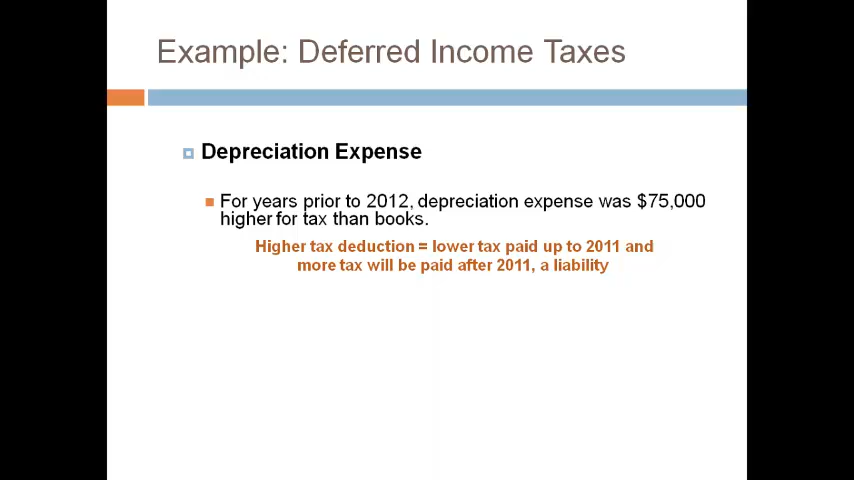 Example: Deferred Income Taxes
Depreciation Expense
For years prior to 2012, depreciation expense was $75,000
higher for tax than books.
Higher tax deduction = lower tax paid up to 2011 and
more tax will be paid after 2011, a liability